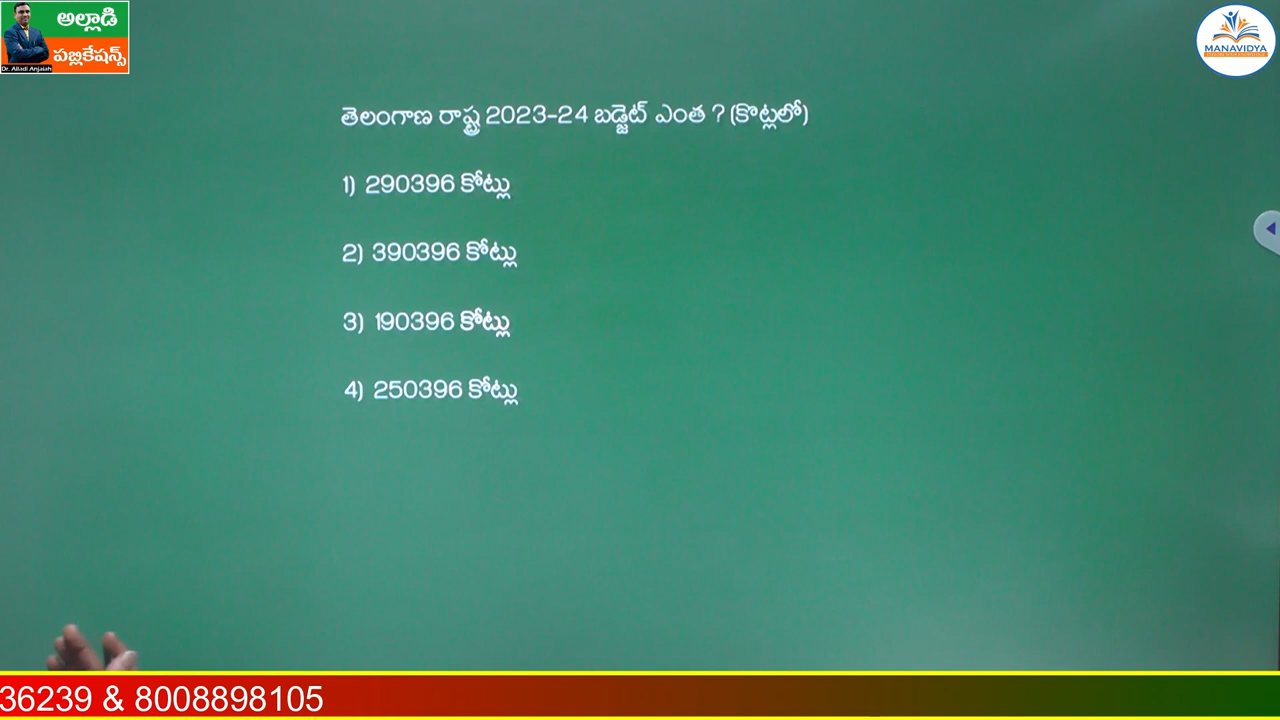 అల్లాడి
పబ్లికేషన్స్
Dr. Alladi Anjaiah
MANAVIDYA
తెలంగాణ రాష్ట్ర 2023-24 బడ్జెట్ ఎంత ? (కొట్లలో)
1) 290396 కోట్లు
2) 390396 కోట్లు
3) 190396 కోట్లు
4) 250396 కోట్లు
36239 & 8008898105